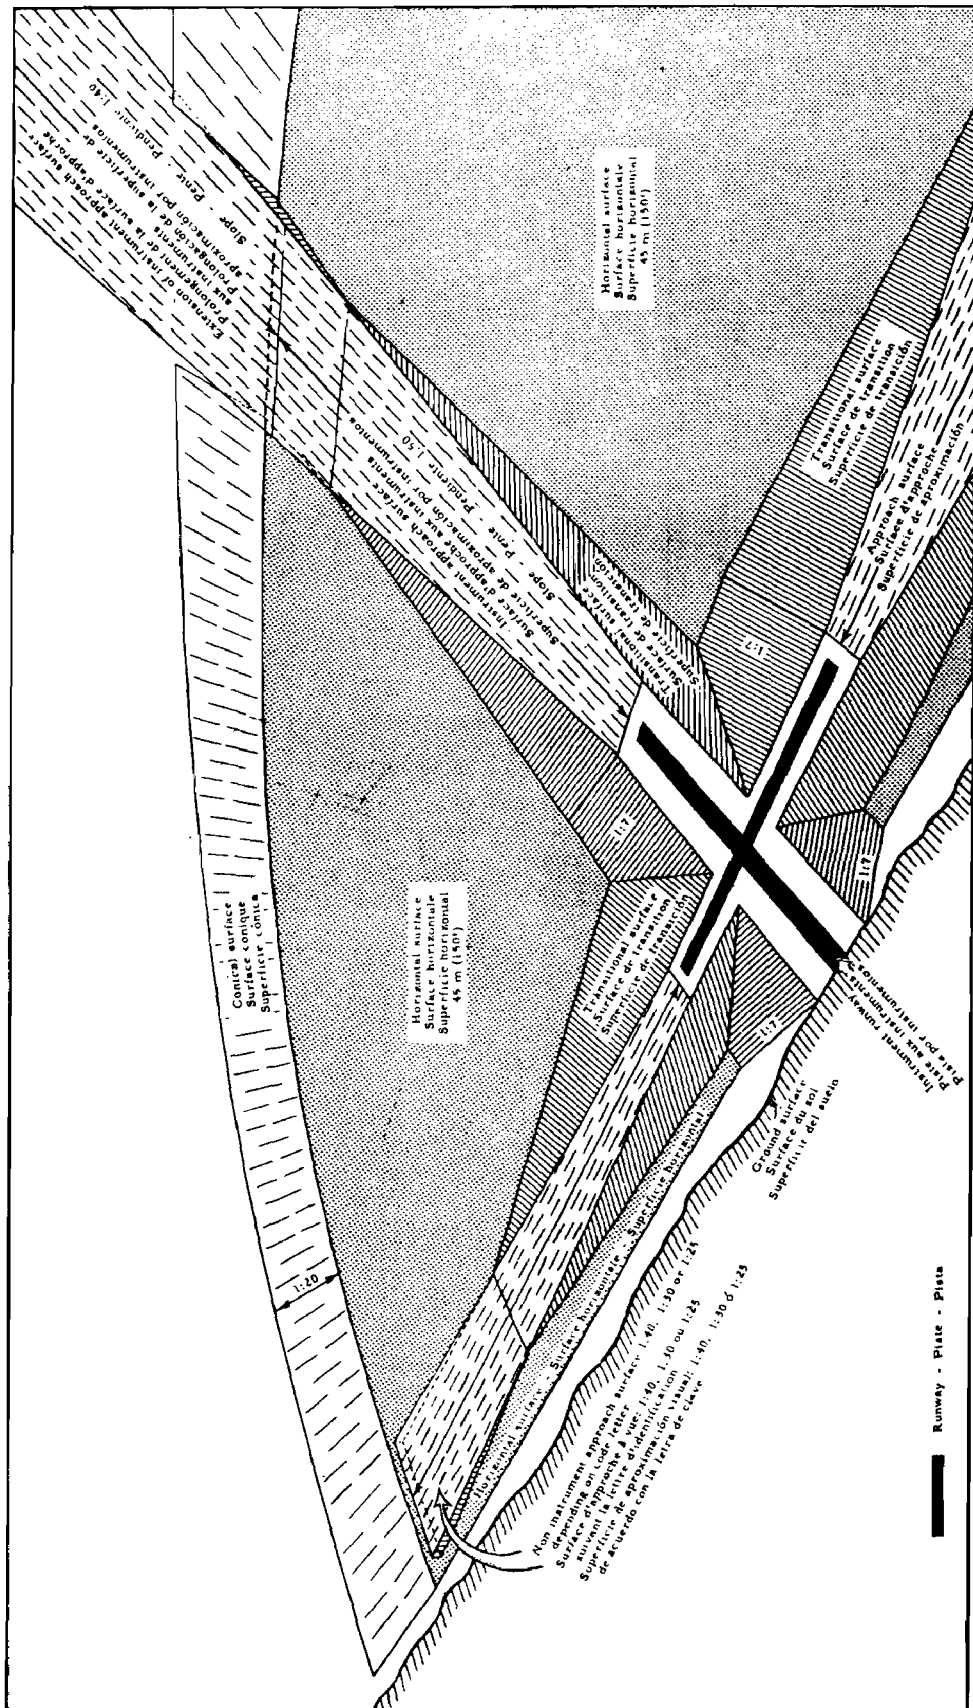 Extension of instrument approach surface
Prolongement de la surface d'approche
aux instruments
Prolongación de la superficie de
aproximación por instrumentos
Slope - Pente - Pendiente 1:40
Horizontal surface
Surface horizontale
Superficie horizontal
45 m (150')
Instrument approach surface
Surface d'approche aux instruments
Superficie de aproximación por instrumentos
Slope - Pente - Pendiente 1:50
Transitional surface
Surface de transition
Superficie de transición
Transitional surface
Surface de transition
Superficie de transición
1:7
Approach surface
Surface d'approche
Superficie de aproximación
Conical surface
Surface conique
Superficie cónica
1:20
Horizontal surface
Surface horizontale
Superficie horizontal
45 m (150')
1:7
Transitional surface
Surface de transition
Superficie de transición
1:7
1:7
Horizontal surface - Surface horizontale - Superficie horizontal
Instrument runway
Piste aux instruments
Pista por instrumentos
Ground surface
Surface du sol
Superficie del suelo
Non instrument approach surface 1:40, 1:30 or 1:25
depending on code letter
Surface d'approche à vue: 1:40, 1:30 ou 1:25
suivant la lettre d'identification
Superficie de aproximación visual: 1:40, 1:30 ó 1:25
de acuerdo con la letra de clave
Runway - Piste - Pista